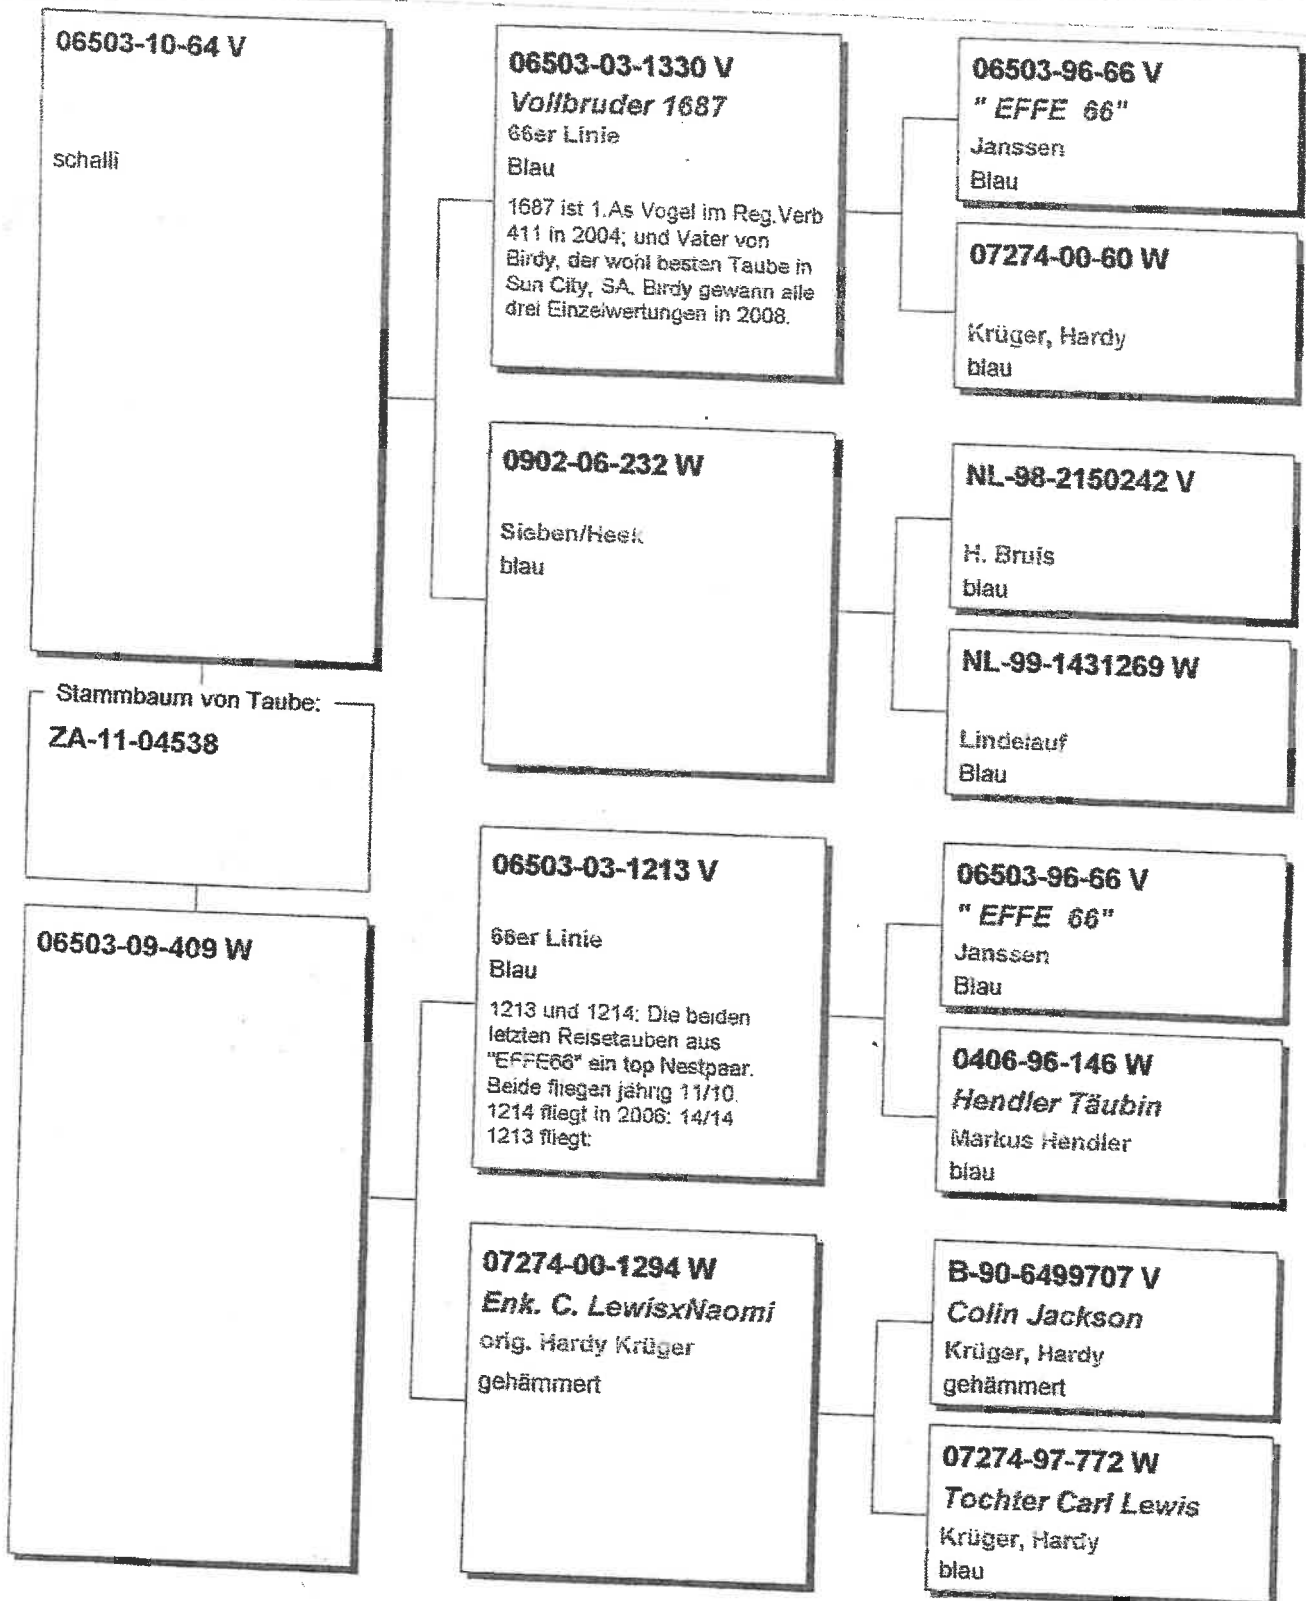 06503-10-64 V
schalli
Stammbaum von Taube:
ZA-11-04538
06503-09-409 W
06503-03-1330 V
Vollbruder 1687
66er Linie
Blau
1687 ist 1.As Vogel im Reg.Verb
411 in 2004; und Vater von
Birdy, der wohl besten Taube in
Sun City, SA. Birdy gewann alle
drei Einzelwertungen in 2008.
0902-06-232 W
Sieben/Heek
blau
06503-03-1213 V
66er Linie
Blau
1213 und 1214: Die beiden
letzten Reisetauben aus
"EFFE66" ein top Nestpaar.
Beide fliegen jährig 11/10.
1214 fliegt in 2006: 14/14
1213 fliegt:
07274-00-1294 W
Enk. C. LewisxNaomi
orig. Hardy Krüger
gehämmert
06503-96-66 V
" EFFE 66"
Janssen
Blau
07274-00-60 W
Krüger, Hardy
blau
NL-98-2150242 V
H. Bruis
blau
NL-99-1431269 W
Lindelauf
Blau
06503-96-66 V
" EFFE 66"
Janssen
Blau
0406-96-146 W
Hendler Täubin
Markus Hendler
blau
B-90-6499707 V
Colin Jackson
Krüger, Hardy
gehämmert
07274-97-772 W
Tochter Carl Lewis
Krüger, Hardy
blau